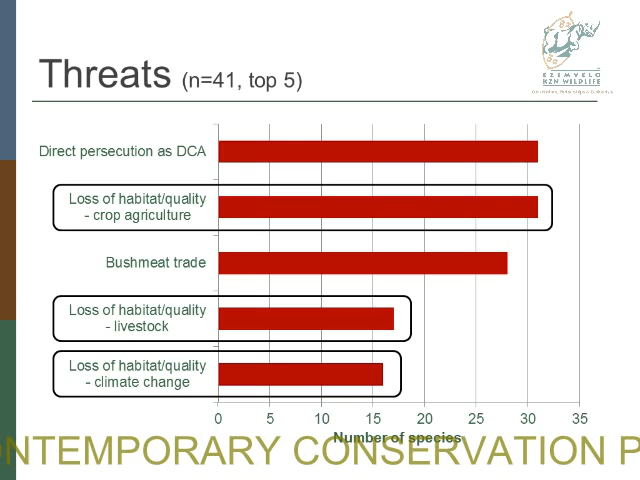 Threats (n=41, top 5)
EZEMVELO
KZN WILDLIFE
Direct persecution as DCA
Loss of habitat/quality
- crop agriculture
Bushmeat trade
Loss of habitat/quality
- livestock
Loss of habitat/quality
- climate change
0 5 10 15 20 25 30 35
Number of species
ONTEMPORARY CONSERVATION P